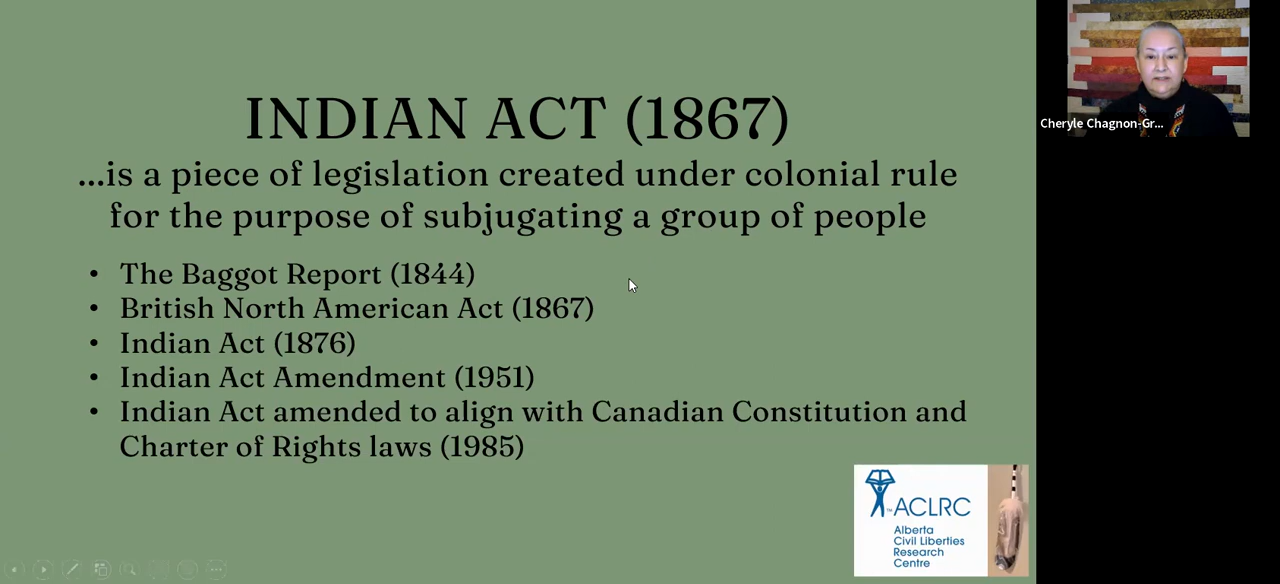 INDIAN ACT (1867)
...is a piece of legislation created under colonial rule
for the purpose of subjugating a group of people
• The Baggot Report (1844)
• British North American Act (1867)
• Indian Act (1876)
• Indian Act Amendment (1951)
• Indian Act amended to align with Canadian Constitution and
Charter of Rights laws (1985)
Cheryle Chagnon-Gr...
™ACLRC
Alberta
Civil Liberties
Research
Centre